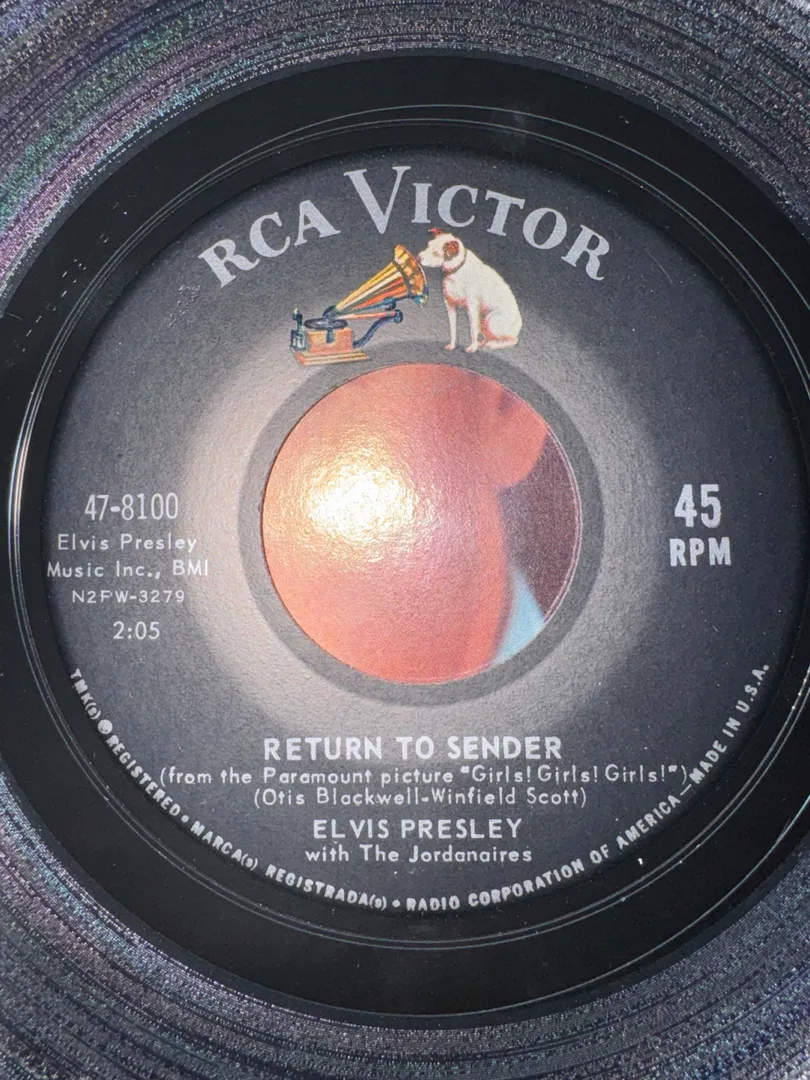 RCA VICTOR
47-8100
Elvis Presley
Music Inc., BMI
N2PW-3279
2:05
45
RPM
RETURN TO SENDER
(from the Paramount picture "Girls! Girls! Girls!")
(Otis Blackwell-Winfield Scott)
ELVIS PRESLEY
with The Jordanaires
TMK(s) ® REGISTERED • MARCA(s) REGISTRADA(s) • RADIO CORPORATION OF AMERICA—MADE IN U.S.A.